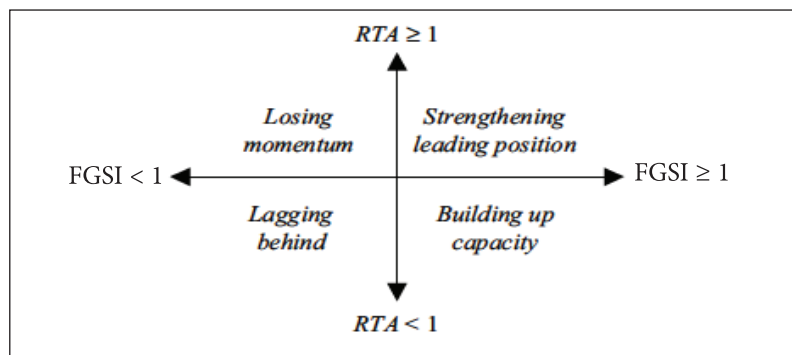 RTA ≥ 1
Losing
momentum
Strengthening
leading position
FGSI < 1
FGSI ≥ 1
Lagging
behind
Building up
capacity
RTA < 1